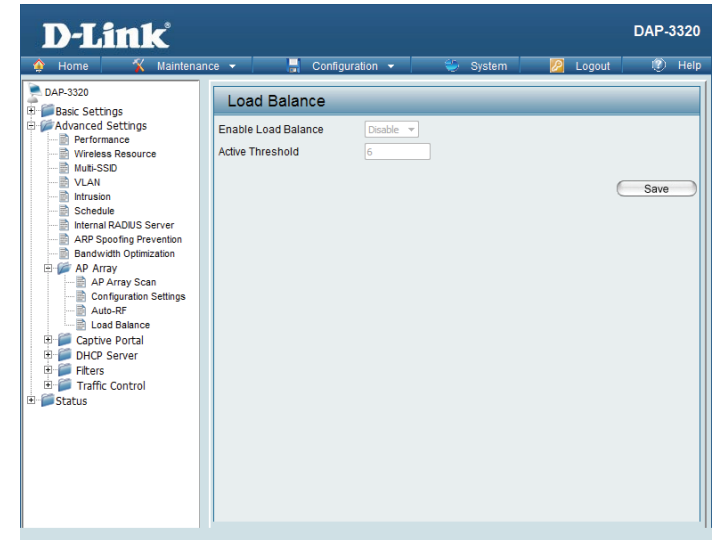 D-Link®
DAP-3320
Home
Maintenance
Configuration
System
Logout
Help
DAP-3320
Basic Settings
Advanced Settings
Performance
Wireless Resource
Multi-SSID
VLAN
Intrusion
Schedule
Internal RADIUS Server
ARP Spoofing Prevention
Bandwidth Optimization
AP Array
AP Array Scan
Configuration Settings
Auto-RF
Load Balance
Captive Portal
DHCP Server
Filters
Traffic Control
Status
Load Balance
Enable Load Balance
Disable
Active Threshold
6
Save